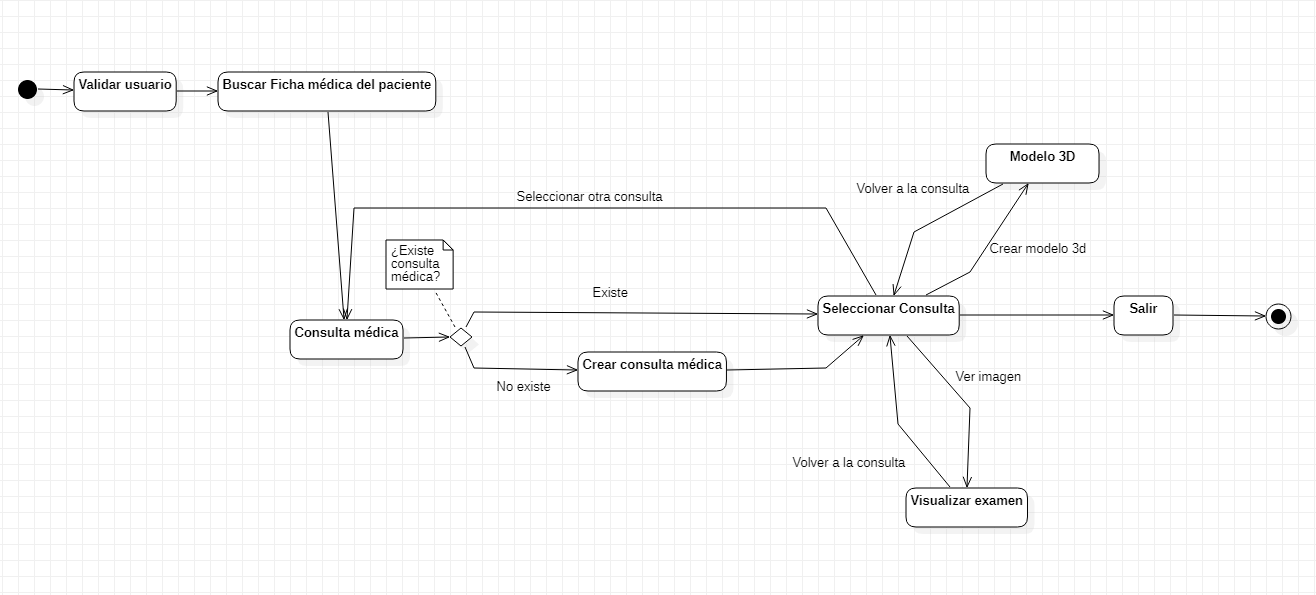 Validar usuario
Buscar Ficha médica del paciente
Modelo 3D
Volver a la consulta
Seleccionar otra consulta
Crear modelo 3d
¿Existe
consulta
médica?
Existe
Seleccionar Consulta
Salir
Consulta médica
Crear consulta médica
No existe
Ver imagen
Volver a la consulta
Visualizar examen